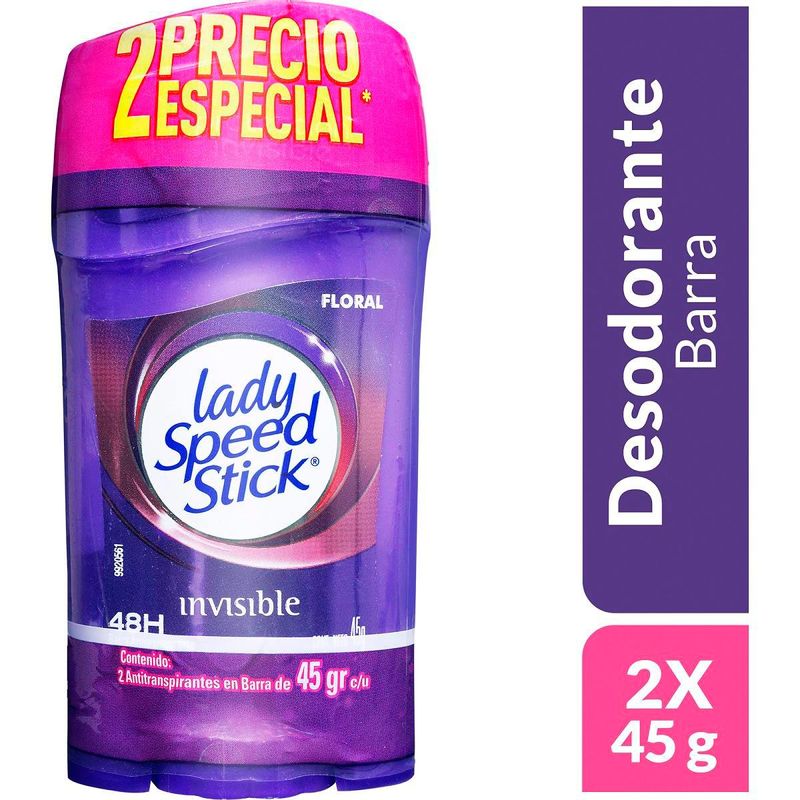 2 PRECIO
ESPECIAL*
FLORAL
lady
Speed
Stick®
9920561
invisible
48H
45g
Contenido:
2 Antitranspirantes en Barra de 45 gr c/u
Desodorante
Barra
2X
45 g